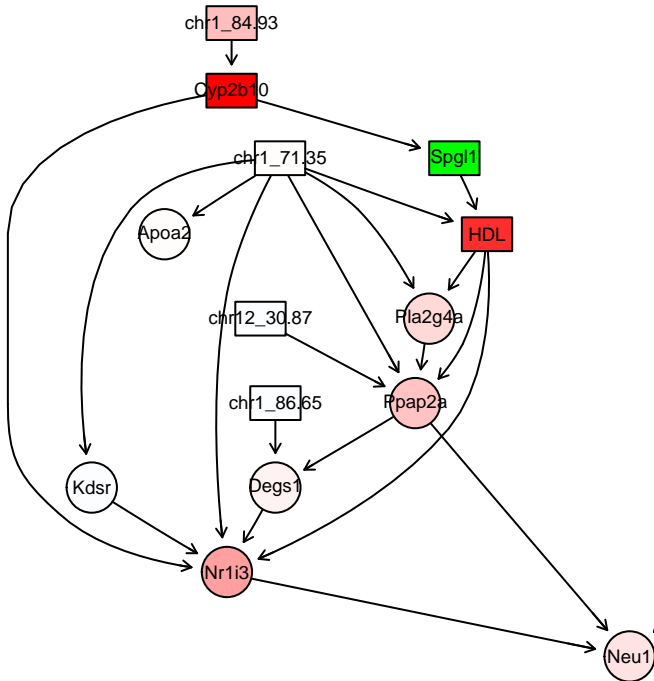 chr1_84.93
Cyp2b10
chr1_71.35
Spgl1
Apoa2
HDL
chr12_30.87
Pla2g4a
chr1_86.65
Ppap2a
Kdsr
Degs1
Nr1i3
Neu1